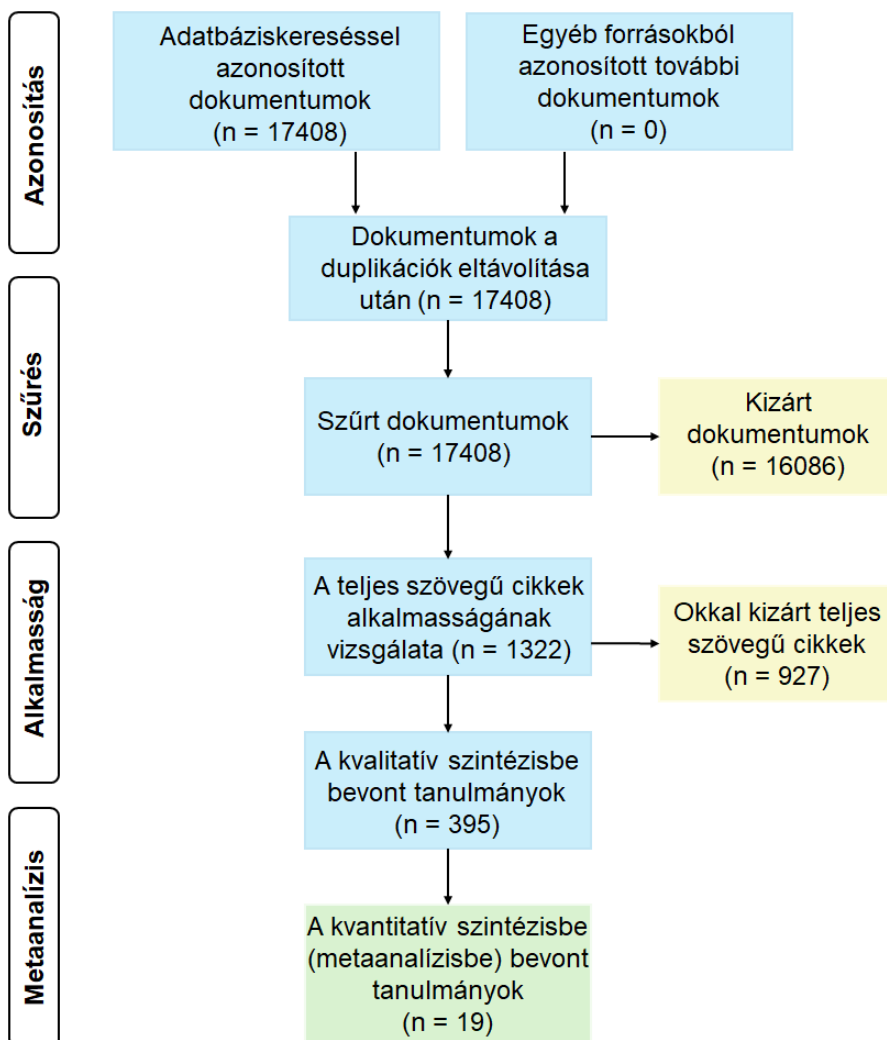 Azonosítás
Adatbáziskereséssel
azonosított
dokumentumok
(n = 17408)
Egyéb forrásokból
azonosított további
dokumentumok
(n = 0)
Dokumentumok a
duplikációk eltávolítása
után (n = 17408)
Szűrés
Szűrt dokumentumok
(n = 17408)
Kizárt
dokumentumok
(n = 16086)
Alkalmasság
A teljes szövegű cikkek
alkalmasságának
vizsgálata (n = 1322)
Okkal kizárt teljes
szövegű cikkek
(n = 927)
A kvalitatív szintézisbe
bevont tanulmányok
(n = 395)
Metaanalízis
A kvantitatív szintézisbe
(metaanalízisbe) bevont
tanulmányok
(n = 19)